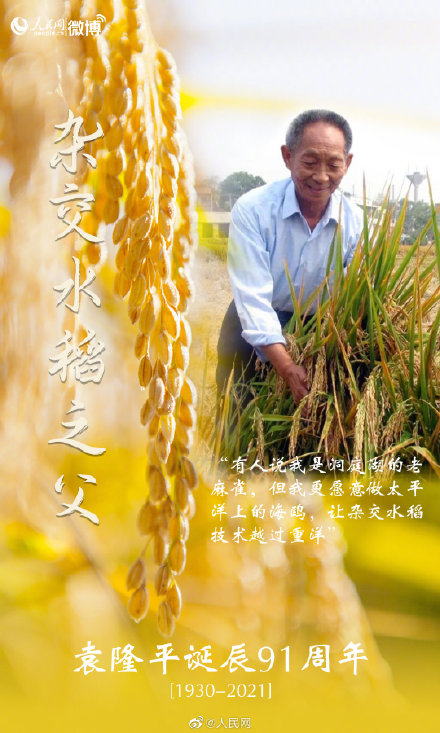 人民网 微博
people.cn
杂交水稻之父
“有人说我是洞庭湖的老
麻雀，但我更愿意做太平
洋上的海鸥，让杂交水稻
技术越过重洋”
袁隆平诞辰91周年
[1930-2021]
@人民网